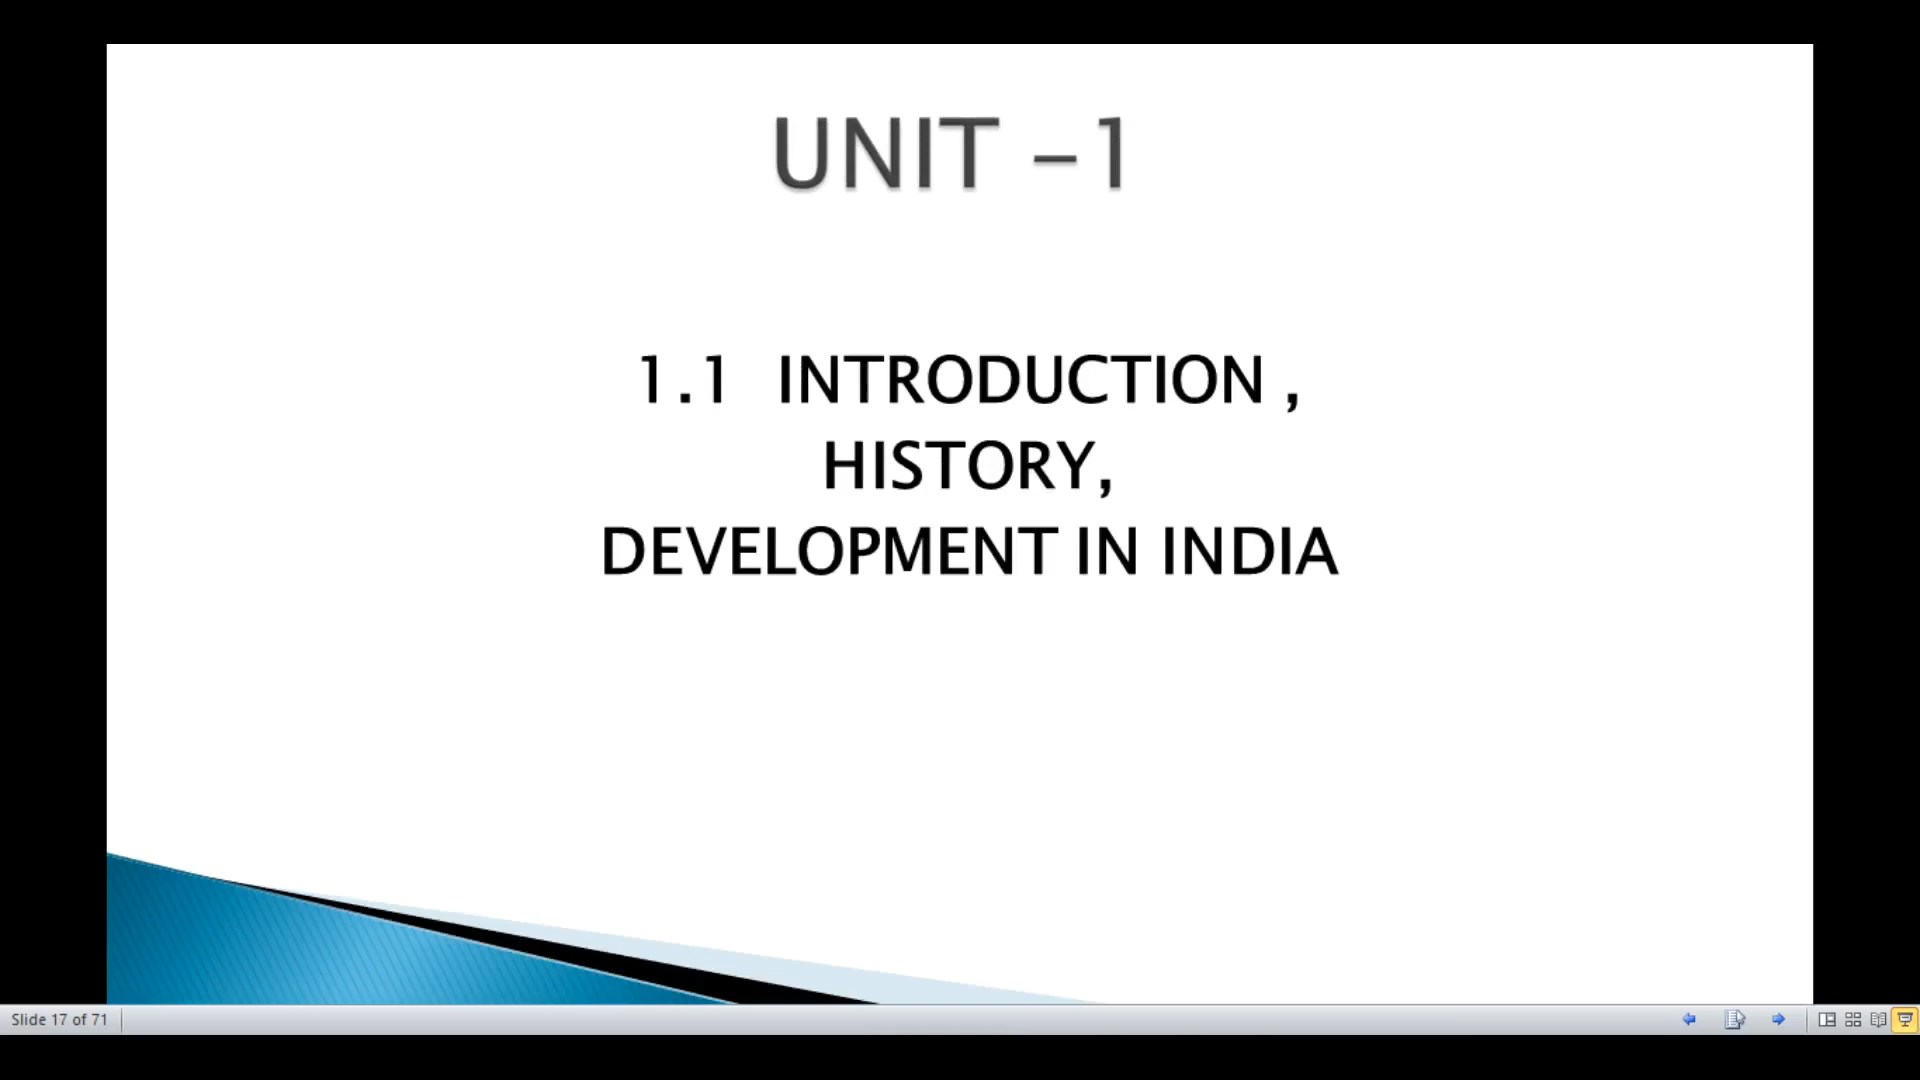 UNIT -1
1.1 INTRODUCTION ,
HISTORY,
DEVELOPMENT IN INDIA
Slide 17 of 71